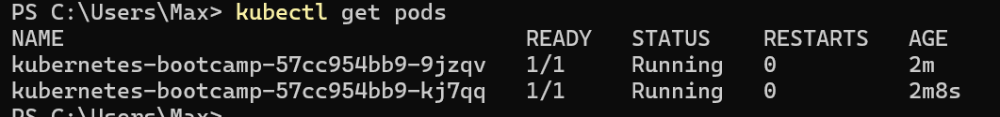 PS C:\Users\Max> kubectl get pods
NAME READY STATUS RESTARTS AGE
kubernetes-bootcamp-57cc954bb9-9jzqv 1/1 Running 0 2m
kubernetes-bootcamp-57cc954bb9-kj7qq 1/1 Running 0 2m8s
PS C:\Users\Max>